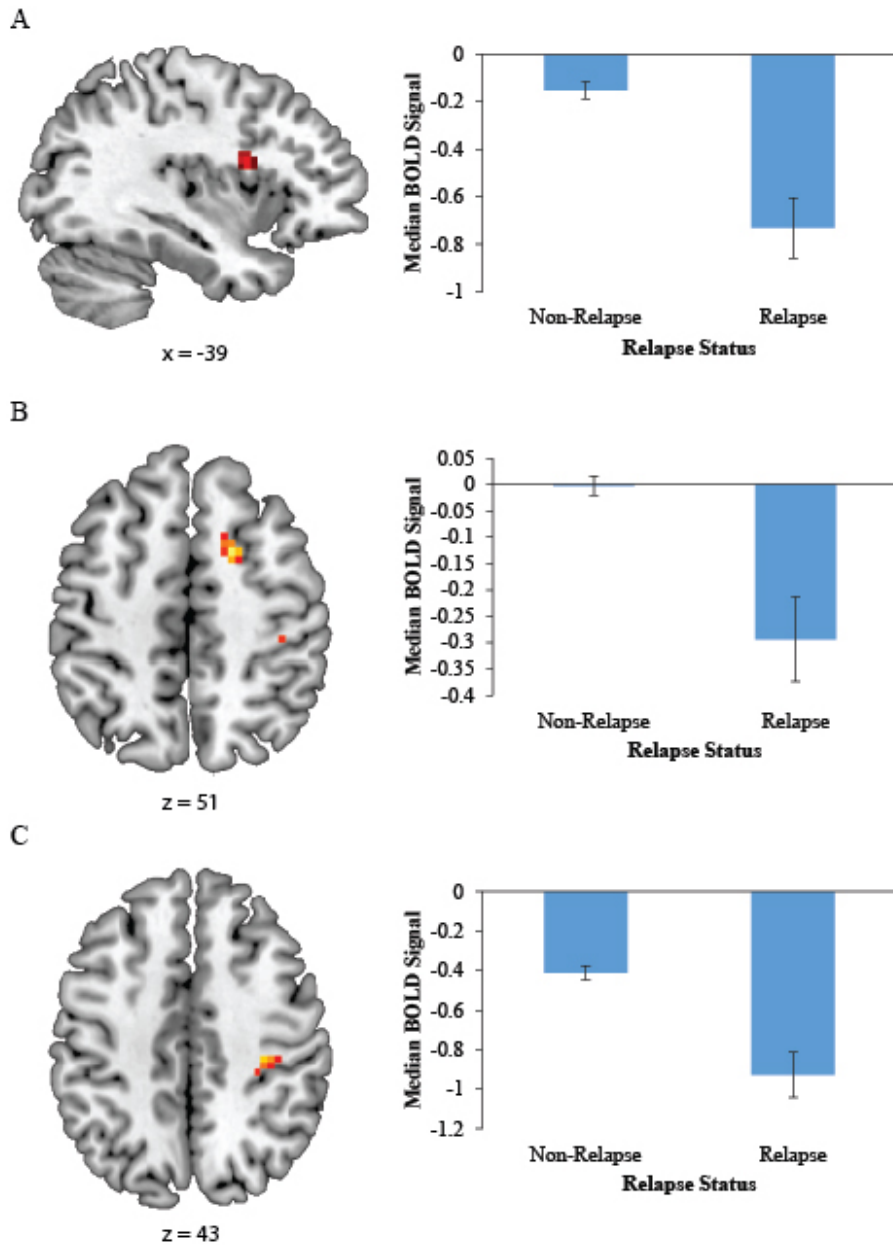 A
0
-0.2
-0.4
-0.6
-0.8
-1
Median BOLD Signal
Non-Relapse Relapse
Relapse Status
x = -39
B
0.05
0
-0.05
-0.1
-0.15
-0.2
-0.25
-0.3
-0.35
-0.4
Median BOLD Signal
Non-Relapse Relapse
Relapse Status
z = 51
C
0
-0.2
-0.4
-0.6
-0.8
-1
-1.2
Median BOLD Signal
Non-Relapse Relapse
Relapse Status
z = 43